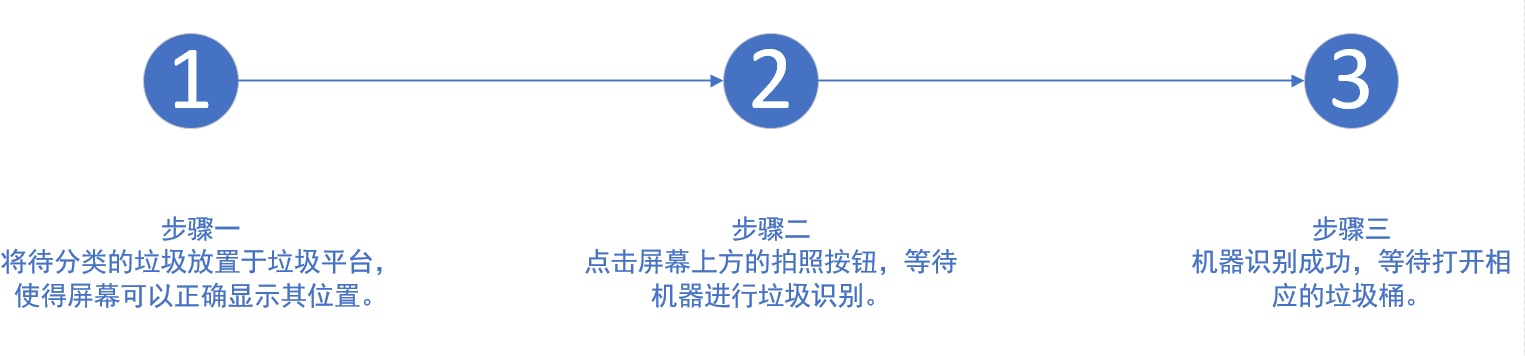 1
2
3
步骤一
将待分类的垃圾放置于垃圾平台，
使得屏幕可以正确显示其位置。
步骤二
点击屏幕上方的拍照按钮，等待
机器进行垃圾识别。
步骤三
机器识别成功，等待打开相
应的垃圾桶。